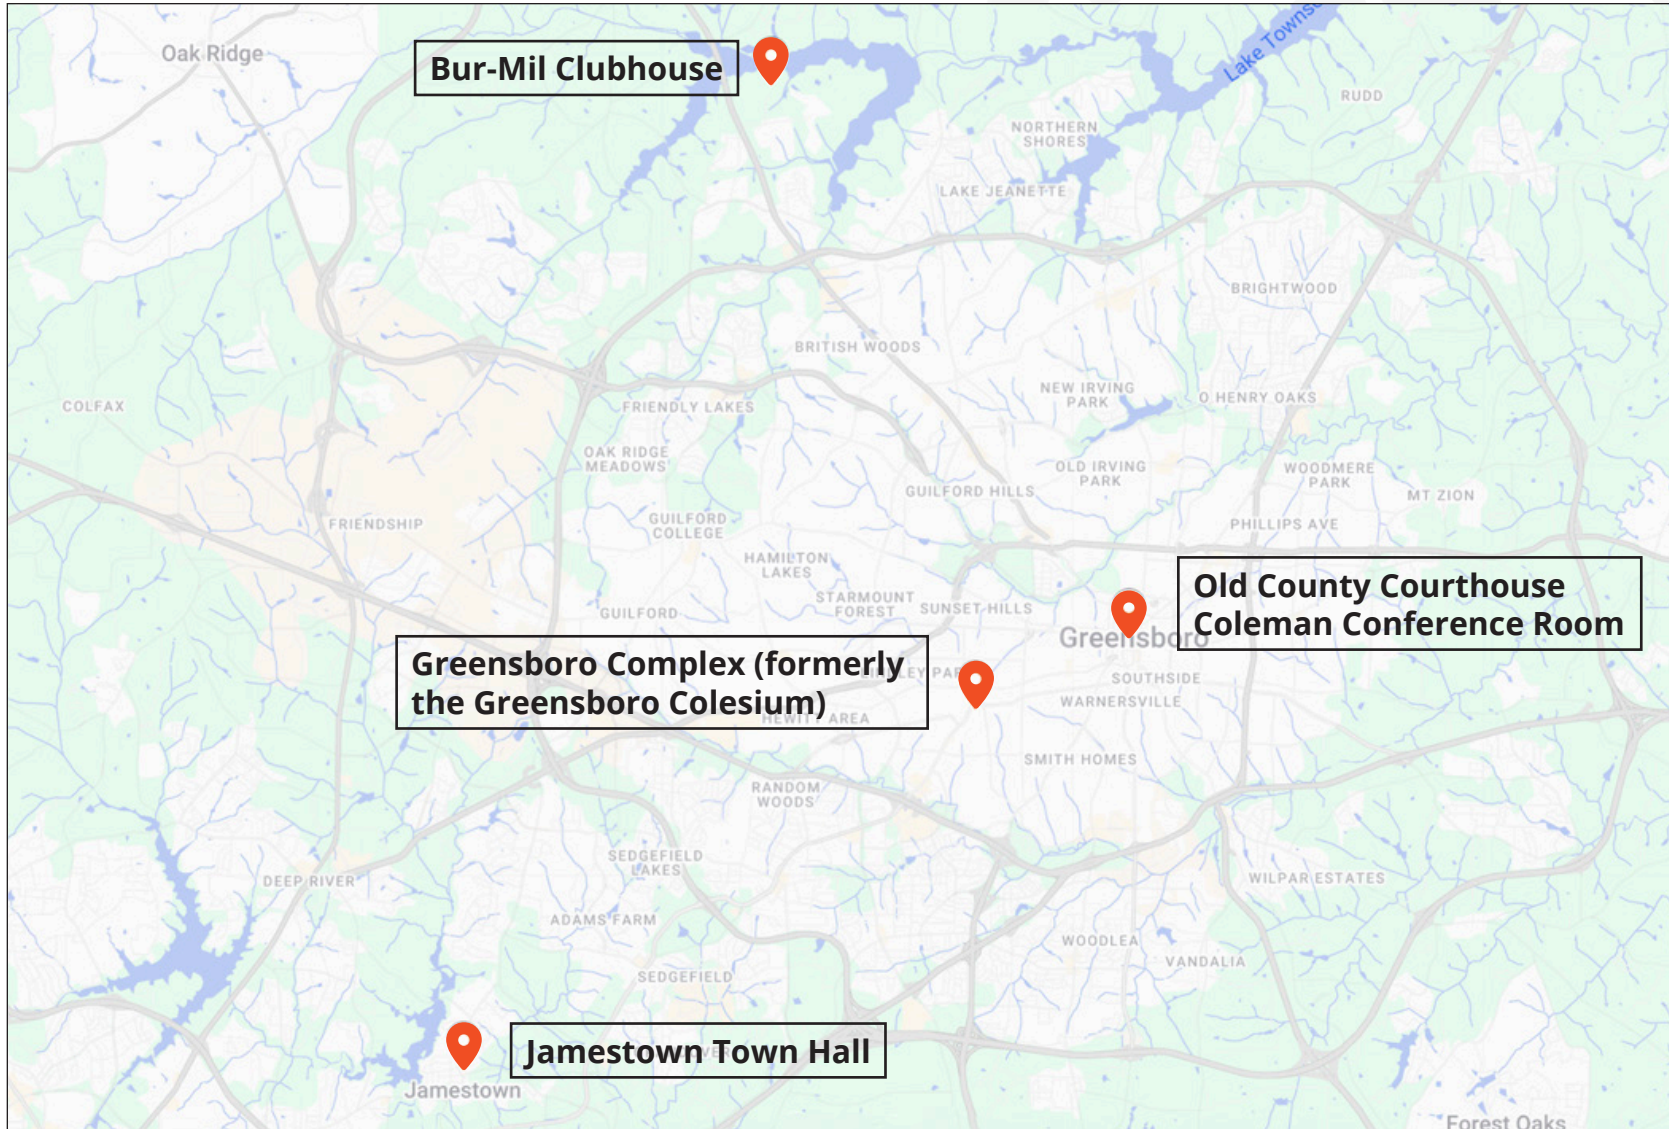 Oak Ridge
Bur-Mil Clubhouse
Lake Towns
RUDD
NORTHERN
SHORES
LAKE JEANETTE
BRIGHTWOOD
BRITISH WOODS
NEW IRVING
PARK
O HENRY OAKS
COLFAX
FRIENDLY LAKES
OAK RIDGE
MEADOWS
OLD IRVING
PARK
WOODMERE
PARK
GUILFORD HILLS
MT ZION
FRIENDSHIP
GUILFORD
COLLEGE
PHILLIPS AVE
HAMILTON
LAKES
STARMOUNT
FOREST
SUNSET HILLS
GUILFORD
Old County Courthouse
Coleman Conference Room
Greensboro
Greensboro Complex (formerly
the Greensboro Colesium)
SOUTHSIDE
WARNERSVILLE
HEWITT AREA
SMITH HOMES
RANDOM
WOODS
SEDGEFIELD
LAKES
DEEP RIVER
WILPAR ESTATES
ADAMS FARM
WOODLEA
VANDALIA
SEDGEFIELD
Jamestown Town Hall
Jamestown
Forest Oaks